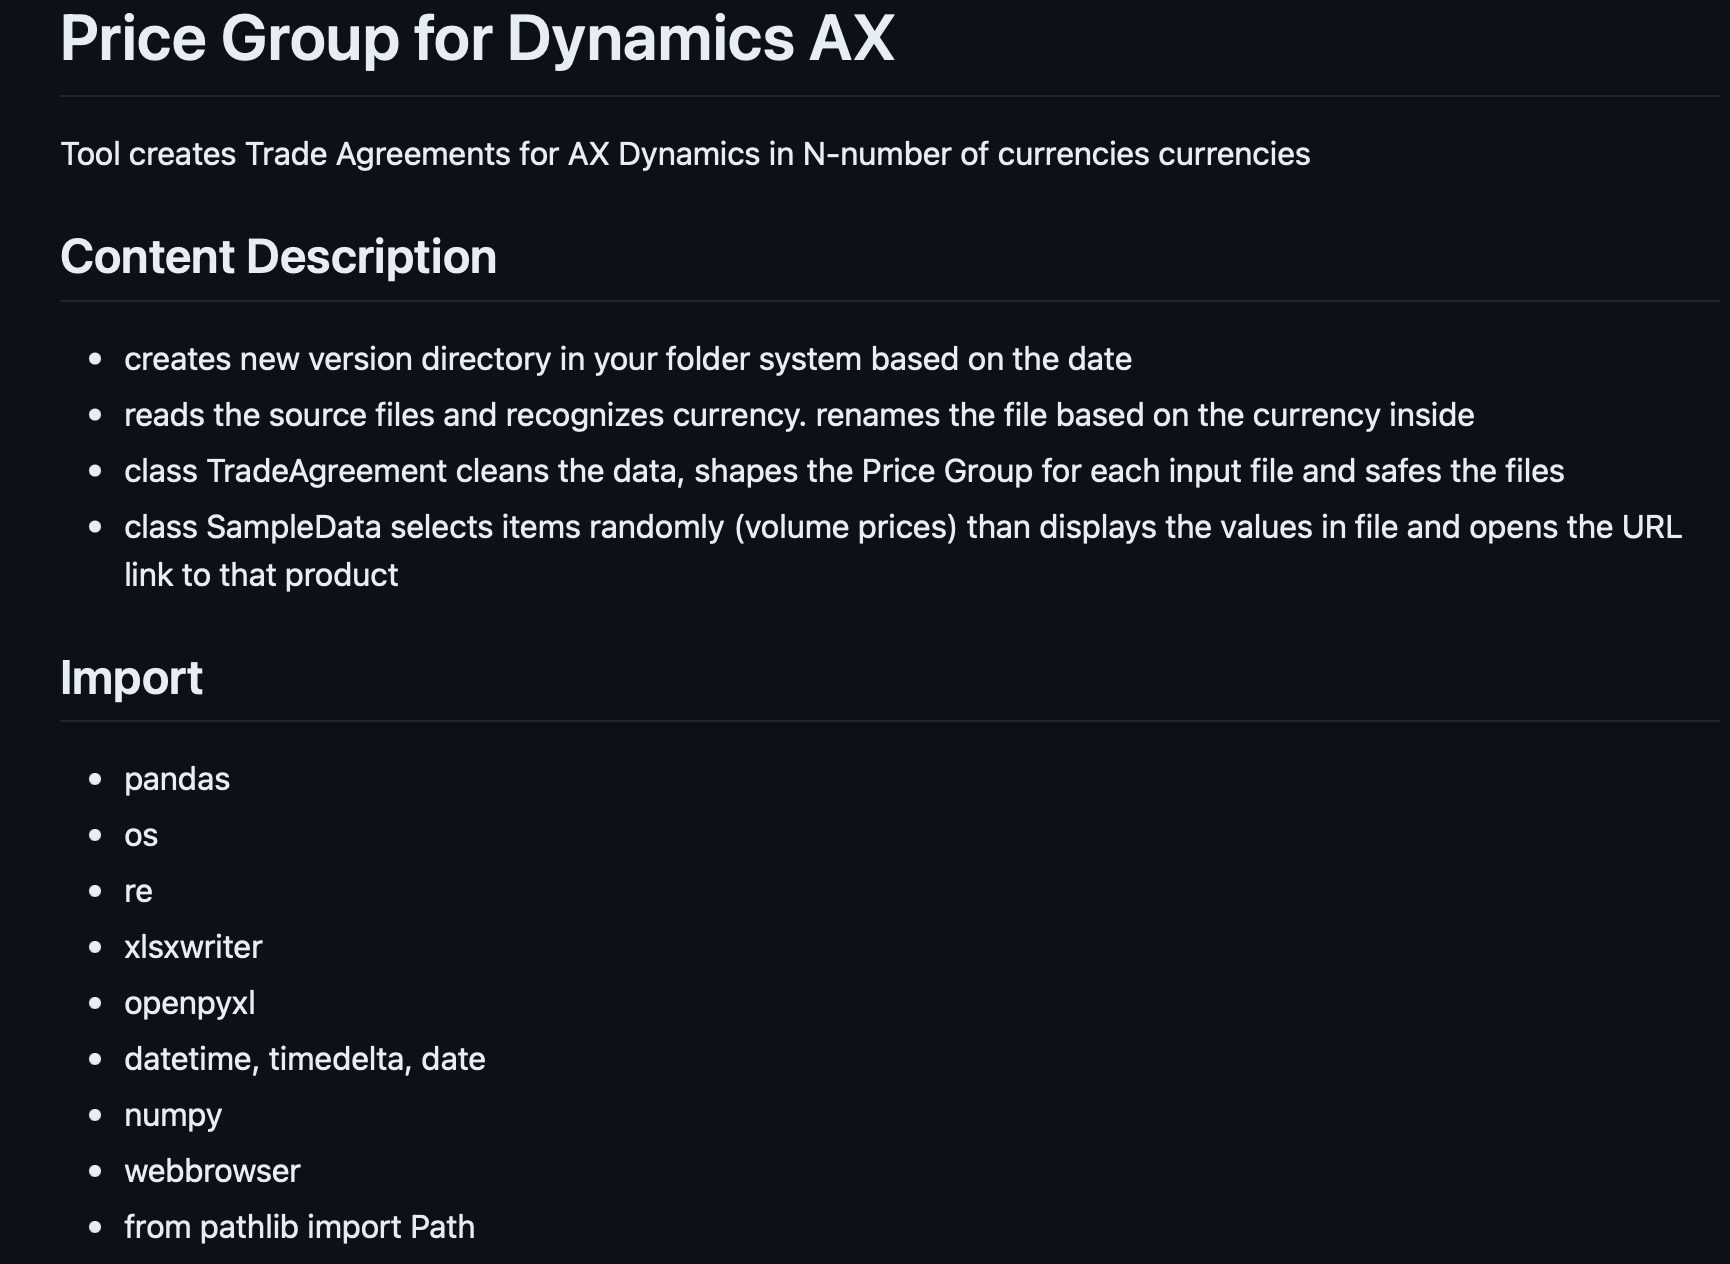 Price Group for Dynamics AX
Tool creates Trade Agreements for AX Dynamics in N-number of currencies currencies
Content Description
creates new version directory in your folder system based on the date
reads the source files and recognizes currency. renames the file based on the currency inside
class TradeAgreement cleans the data, shapes the Price Group for each input file and safes the files
class SampleData selects items randomly (volume prices) than displays the values in file and opens the URL
link to that product
Import
pandas
os
re
xlsxwriter
openpyxl
datetime, timedelta, date
numpy
webbrowser
from pathlib import Path